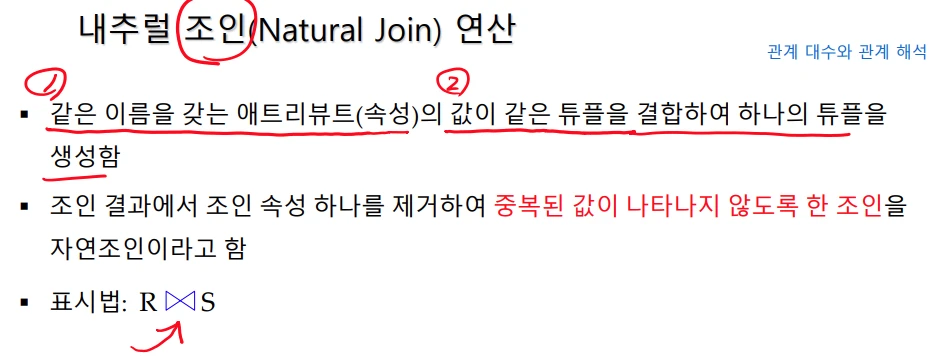 내추럴 조인(Natural Join) 연산
관계 대수와 관계 해석
1 2
▪ 같은 이름을 갖는 애트리뷰트(속성)의 값이 같은 튜플을 결합하여 하나의 튜플을
생성함
▪ 조인 결과에서 조인 속성 하나를 제거하여 중복된 값이 나타나지 않도록 한 조인을
자연조인이라고 함
▪ 표시법: R ⋈ S